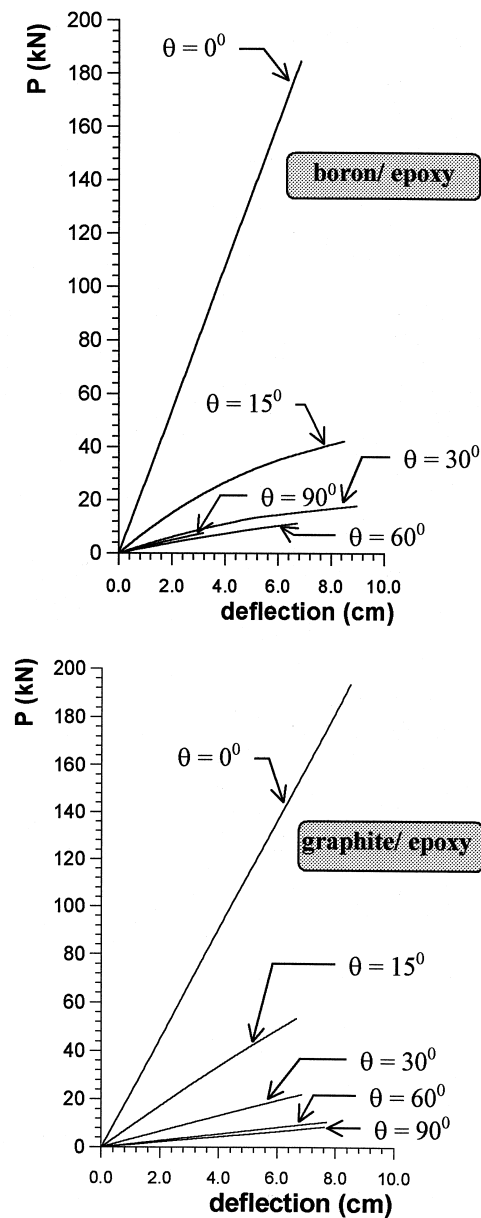 P (kN)
200
180
160
140
120
100
80
60
40
20
0
θ = 0⁰
boron/ epoxy
θ = 15⁰
θ = 30⁰
θ = 90⁰
θ = 60⁰
0.0 2.0 4.0 6.0 8.0 10.0
deflection (cm)
P (kN)
200
180
160
140
120
100
80
60
40
20
0
θ = 0⁰
graphite/ epoxy
θ = 15⁰
θ = 30⁰
θ = 60⁰
θ = 90⁰
0.0 2.0 4.0 6.0 8.0 10.0
deflection (cm)